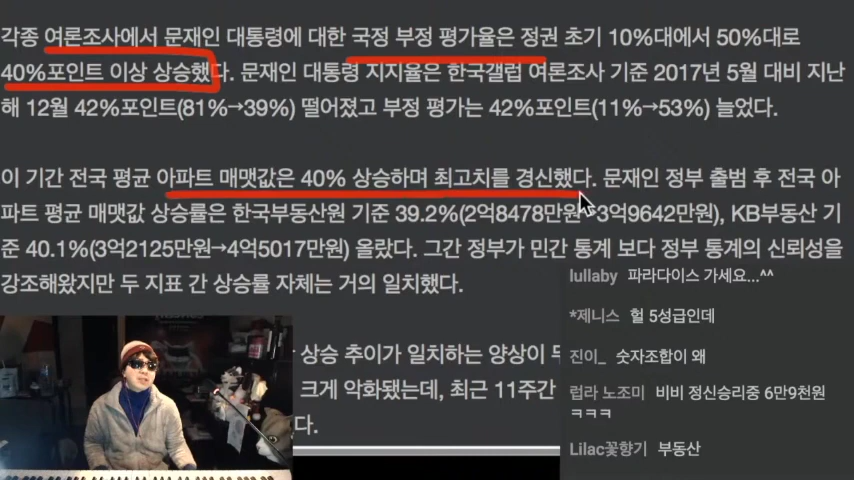 각종 여론조사에서 문재인 대통령에 대한 국정 부정 평가율은 정권 초기 10%대에서 50%대로
40%포인트 이상 상승했다. 문재인 대통령 지지율은 한국갤럽 여론조사 기준 2017년 5월 대비 지난
해 12월 42%포인트(81%→39%) 떨어졌고 부정 평가는 42%포인트(11%→53%) 늘었다.
이 기간 전국 평균 아파트 매맷값은 40% 상승하며 최고치를 경신했다. 문재인 정부 출범 후 전국 아
파트 평균 매맷값 상승률은 한국부동산원 기준 39.2%(2억8478만원→3억9642만원), KB부동산 기
준 40.1%(3억2125만원→4억5017만원) 올랐다. 그간 정부가 민간 통계 보다 정부 통계의 신뢰성을
강조해왔지만 두 지표 간 상승률 자체는 거의 일치했다.
상승 추이가 일치하는 양상이
크게 악화됐는데, 최근 11주간
다.
lullaby 파라다이스 가세요...^^
*제니스 헐 5성급인데
진이_ 숫자조합이 왜
럽라 노조미 비비 정신승리중 6만9천원
ㅋㅋㅋ
Lilac꽃향기 부동산